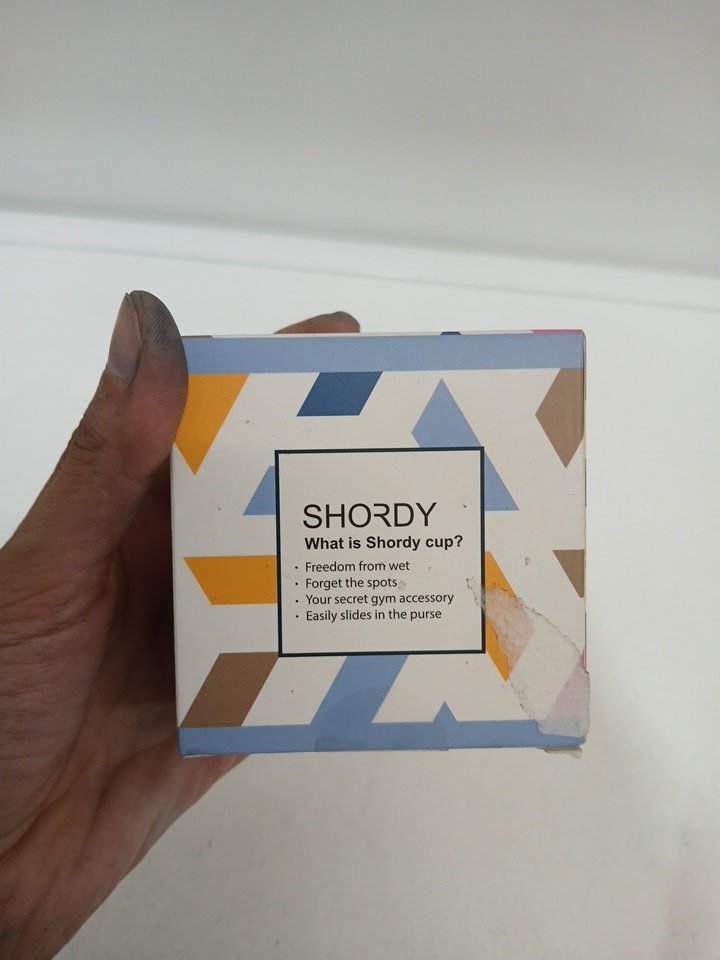 SHORDY
What is Shordy cup?
· Freedom from wet
· Forget the spots
· Your secret gym accessory
· Easily slides in the purse